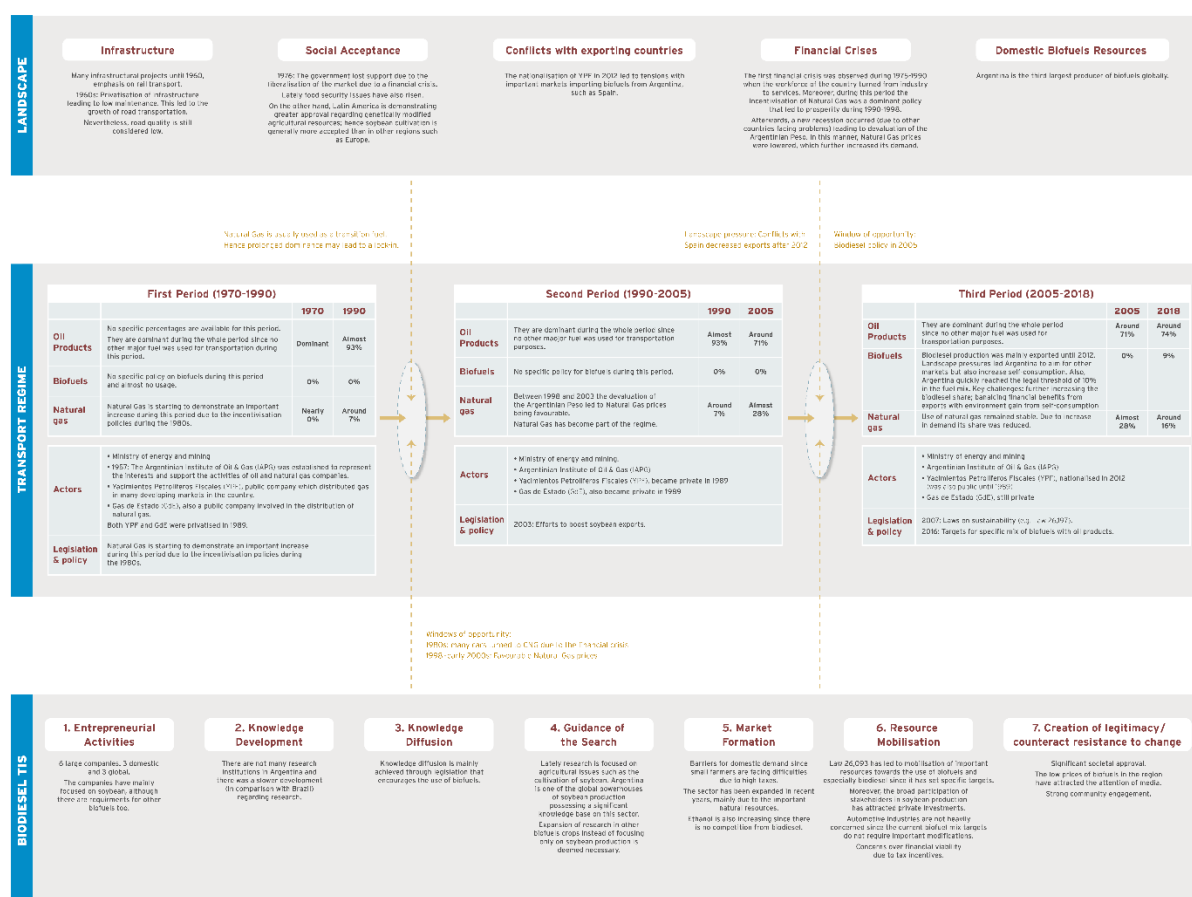 LANDSCAPE
Infrastructure
Many infrastructural projects until 1960,
emphasis on rail transport.
1960s: Privatisation of infrastructure
leading to low maintenance. This led to the
growth of road transportation.
Nevertheless, road quality is still
considered low.
Social Acceptance
1976: The government lost support due to the
liberalisation of the market due to a financial crisis.
Lately food security issues have also risen.
On the other hand, Latin America is demonstrating
greater approval regarding genetically modified
agricultural resources; hence soybean cultivation is
generally more accepted than in other regions such
as Europe.
Conflicts with exporting countries
The nationalisation of YPF in 2012 led to tensions with
important markets importing biofuels from Argentina,
such as Spain.
Financial Crises
The first financial crisis was observed during 1975-1990
when the workforce of the country turned from industry
to services. Moreover, during this period the
incentivisation of Natural Gas was a dominant policy
that led to prosperity during 1990-1998.
Afterwards, a new recession occurred (due to other
countries facing problems) leading to devaluation of the
Argentinian Peso. In this manner, Natural Gas prices
were lowered, which further increased its demand.
Domestic Biofuels Resources
Argentina is the third largest producer of biofuels globally.
Natural Gas is usually used as a transition fuel.
Hence prolonged dominance may lead to a lock-in.
Landscape pressure: Conflicts with
Spain decreased exports after 2012
Window of opportunity:
Biodiesel policy in 2005
TRANSPORT REGIME
First Period (1970-1990)
1970 1990
Oil
Products
No specific percentages are available for this period.
They are dominant during the whole period since no
other major fuel was used for transportation during
this period.
Dominant
Almost
93%
Biofuels
No specific policy on biofuels during this period
and almost no usage.
0% 0%
Natural
gas
Natural Gas is starting to demonstrate an important
increase during this period due to the incentivisation
policies during the 1980s.
Nearly
0%
Around
7%
Actors
• Ministry of energy and mining
• 1957: The Argentinian Institute of Oil & Gas (IAPG) was established to represent
the interests and support the activities of oil and natural gas companies.
• Yacimientos Petroliferos Fiscales (YPF), public company which distributed gas
in many developing markets in the country.
• Gas de Estado (GdE), also a public company involved in the distribution of
natural gas.
Both YPF and GdE were privatised in 1989.
Legislation
& policy
Natural Gas is starting to demonstrate an important increase
during this period due to the incentivisation policies during
the 1980s.
Second Period (1990-2005)
1990 2005
Oil
Products
They are dominant during the whole period since
no other maojor fuel was used for transportation
purposes.
Almost
93%
Around
71%
Biofuels
No specific policy for biofuels during this period.
0% 0%
Natural
gas
Between 1998 and 2003 the devaluation of
the Argentinian Peso led to Natural Gas prices
being favourable.
Natural Gas has become part of the regime.
Around
7%
Almost
28%
Actors
• Ministry of energy and mining.
• Argentinian Institute of Oil & Gas (IAPG)
• Yacimientos Petroliferos Fiscales (YPF), became private in 1989
• Gas de Estado (GdE), also became private in 1989
Legislation
& policy
2003: Efforts to boost soybean exports.
Third Period (2005-2018)
2005 2018
Oil
Products
They are dominant during the whole period
since no other major fuel was used for
transportation purposes.
Around
71%
Around
74%
Biofuels
Biodiesel production was mainly exported until 2012.
Landscape pressures led Argentina to aim for other
markets but also increase self consumption. Also,
Argentina quickly reached the legal threshold of 10%
in the fuel mix. Key challenges: further increasing the
biodiesel share; banalcing financial benefits from
exports with environment gain from self-consumption
0% 9%
Natural
gas
Use of natural gas remained stable. Due to increase
in demand its share was reduced.
Almost
28%
Around
16%
Actors
• Ministry of energy and mining
• Argentinian Institute of Oil & Gas (IAPG)
• Yacimientos Petroliferos Fiscales (YPF), nationalised in 2012
(was also public until 1989)
• Gas de Estado (GdE), still private
Legislation
& policy
2007: Laws on sustainability (e.g. Law 26,197).
2016: Targets for specific mix of biofuels with oil products.
Windows of opportunity:
1980s: many cars turned to CNG due to the financial crisis
1998-early 2000s: Favourable Natural Gas prices
BIODIESEL TIS
1. Entrepreneurial
Activities
6 large companies. 3 domestic
and 3 global.
The companies have mainly
focused on soybean, although
there are requirments for other
biofuels too.
2. Knowledge
Development
There are not many research
institutions in Argentina and
there was a slower development
(in comparison with Brazil)
regarding research.
3. Knowledge
Diffusion
Knowledge diffusion is mainly
achieved through legislation that
encourages the use of biofuels.
4. Guidance of
the Search
Lately research is focused on
agricultural issues such as the
cultivation of soybean. Argentina
is one of the global powerhouses
of soybean production
possessing a significant
knowledge base on this sector.
Expansion of research in other
biofuels crops instead of focusing
only on soybean production is
deemed necessary.
5. Market
Formation
Barriers for domestic demand since
small farmers are facing difficulties
due to high taxes.
The sector has been expanded in recent
years, mainly due to the important
natural resources.
Ethanol is also increasing since there
is no competition from biodiesel.
6. Resource
Mobilisation
Law 26,093 has led to mobilisation of important
resources towards the use of biofuels and
especially biodiesel since it has set specific targets.
Moreover, the broad participation of
stakeholders in soybean production
has attracted private investments.
Automotive industries are not heavily
concerned since the current biofuel mix targets
do not require important modifications.
Concerns over financial viability
due to tax incentives.
7. Creation of legitimacy/
counteract resistance to change
Significant societal approval.
The low prices of biofuels in the region
have attracted the attention of media.
Strong community engagement.